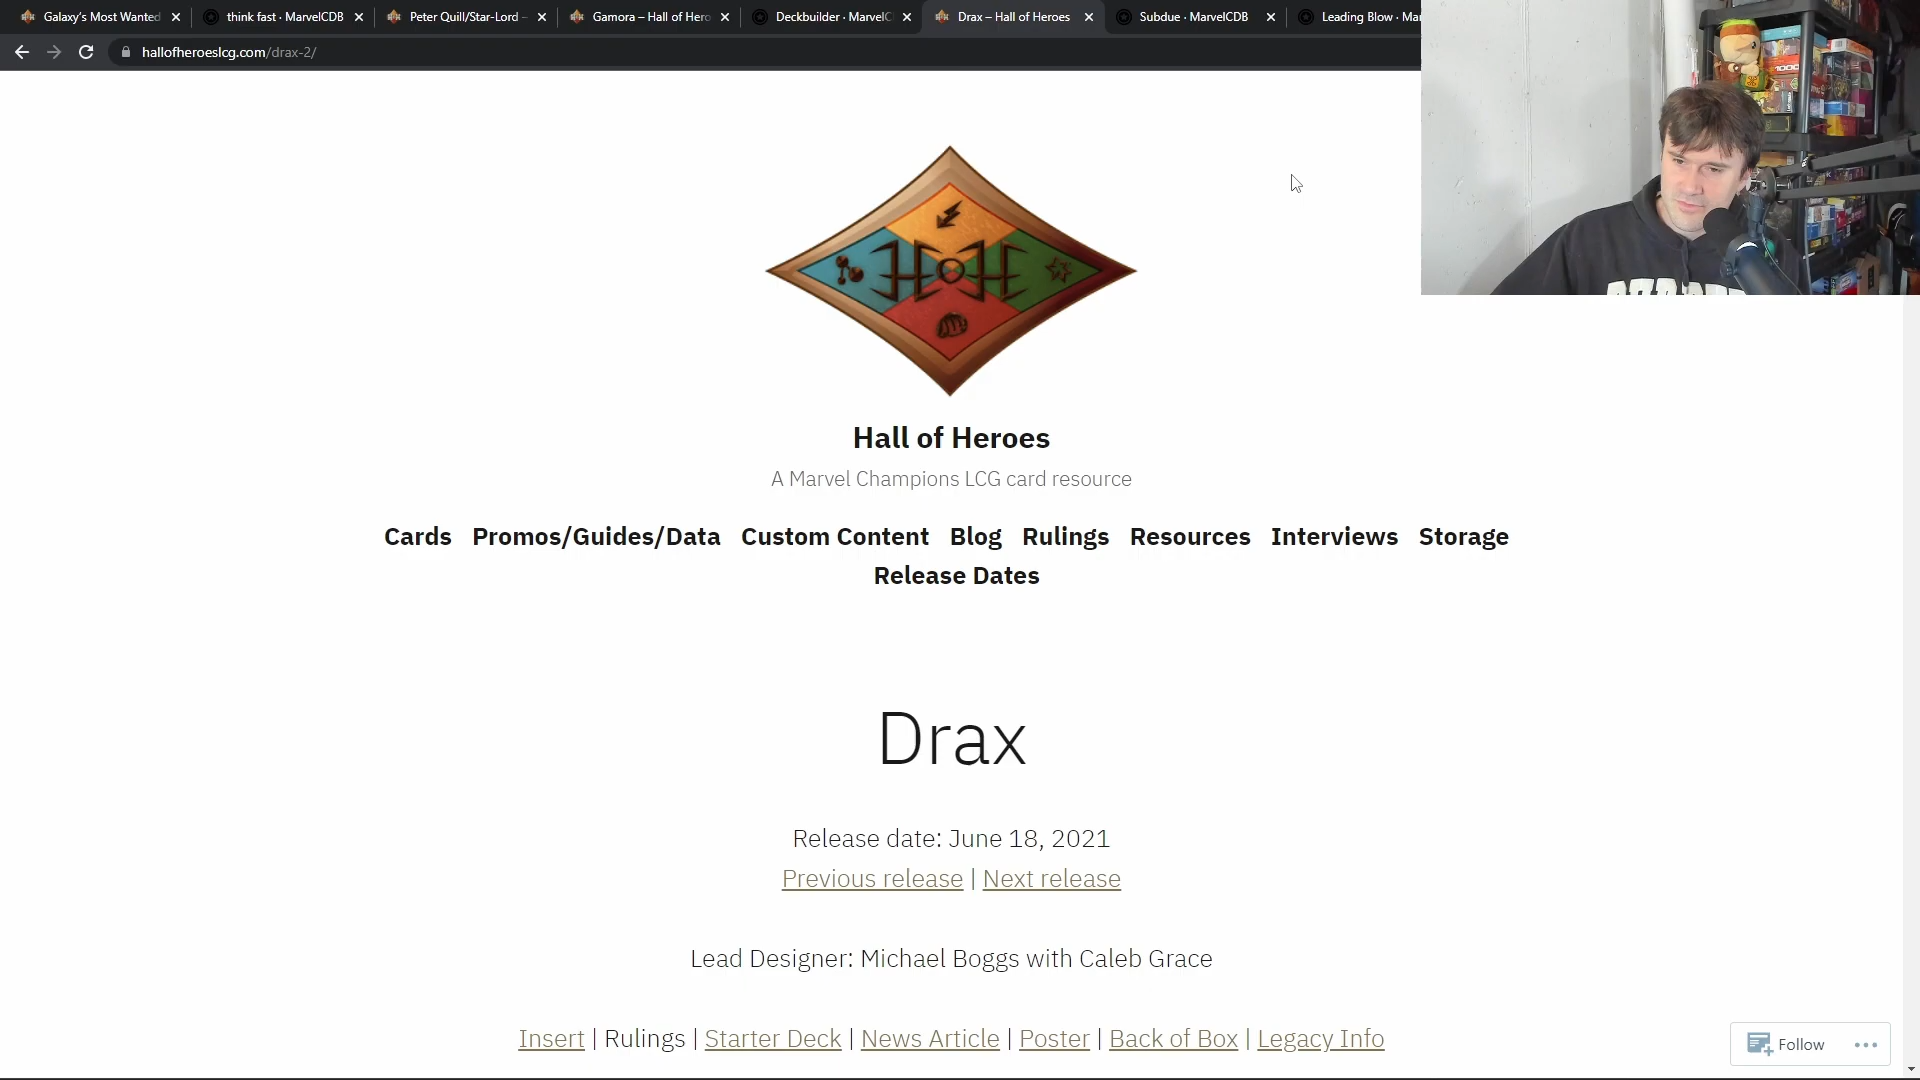 Galaxy's Most Wanted
think fast · MarvelCDB
Peter Quill/Star-Lord –
Gamora – Hall of Hero
Deckbuilder · MarvelC
Drax – Hall of Heroes
Subdue · MarvelCDB
Leading Blow · Mar
hallofheroeslcg.com/drax-2/
HOH
Hall of Heroes
A Marvel Champions LCG card resource
Cards Promos/Guides/Data Custom Content Blog Rulings Resources Interviews Storage
Release Dates
Drax
Release date: June 18, 2021
Previous release | Next release
Lead Designer: Michael Boggs with Caleb Grace
Insert | Rulings | Starter Deck | News Article | Poster | Back of Box | Legacy Info
Follow